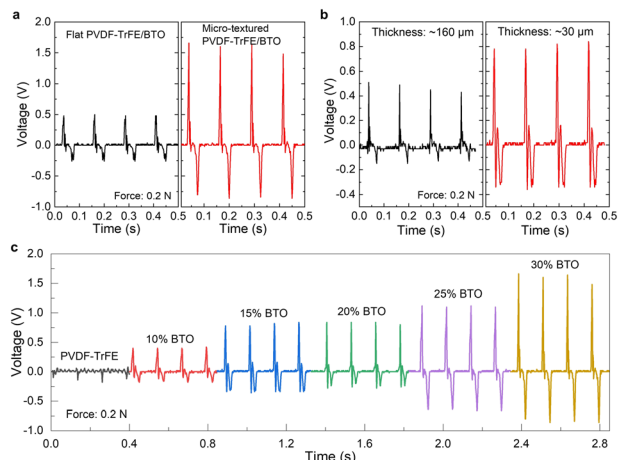 a
Flat PVDF-TrFE/BTO
Micro-textured
PVDF-TrFE/BTO
Voltage (V)
2.0
1.5
1.0
0.5
0.0
-0.5
-1.0
Force: 0.2 N
0.0 0.1 0.2 0.3 0.4 0.5 0.1 0.2 0.3 0.4 0.5
Time (s) Time (s)
b
Thickness: ~160 µm
Thickness: ~30 µm
Voltage (V)
1.0
0.8
0.6
0.4
0.2
0.0
-0.2
-0.4
Force: 0.2 N
0.0 0.1 0.2 0.3 0.4 0.5 0.1 0.2 0.3 0.4 0.5
Time (s) Time (s)
c
Voltage (V)
2.0
1.5
1.0
0.5
0.0
-0.5
-1.0
PVDF-TrFE
10% BTO
15% BTO
20% BTO
25% BTO
30% BTO
Force: 0.2 N
0.0 0.4 0.8 1.2 1.6 2.0 2.4 2.8
Time (s)